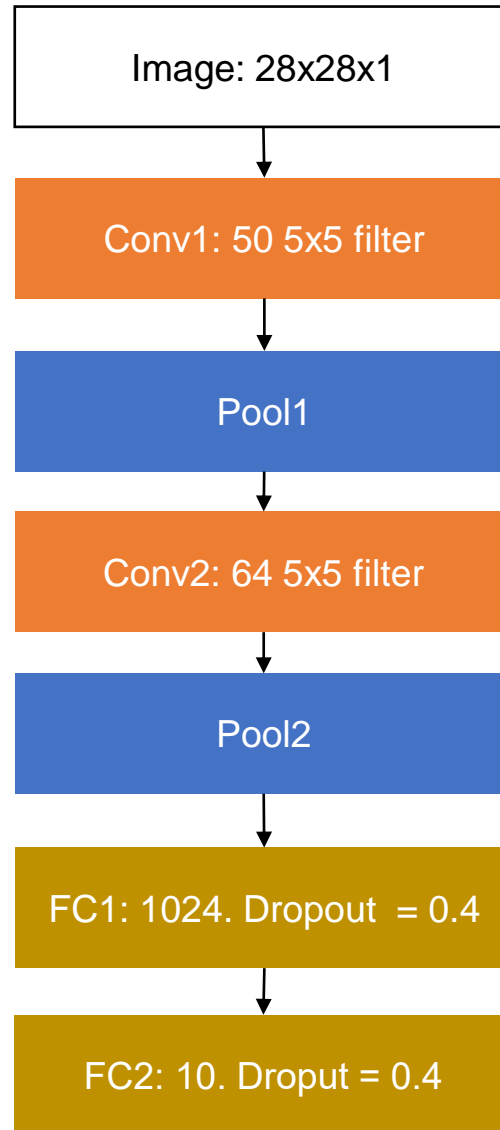 Image: 28x28x1
Conv1: 50 5x5 filter
Pool1
Conv2: 64 5x5 filter
Pool2
FC1: 1024. Dropout  = 0.4
FC2: 10. Droput = 0.4